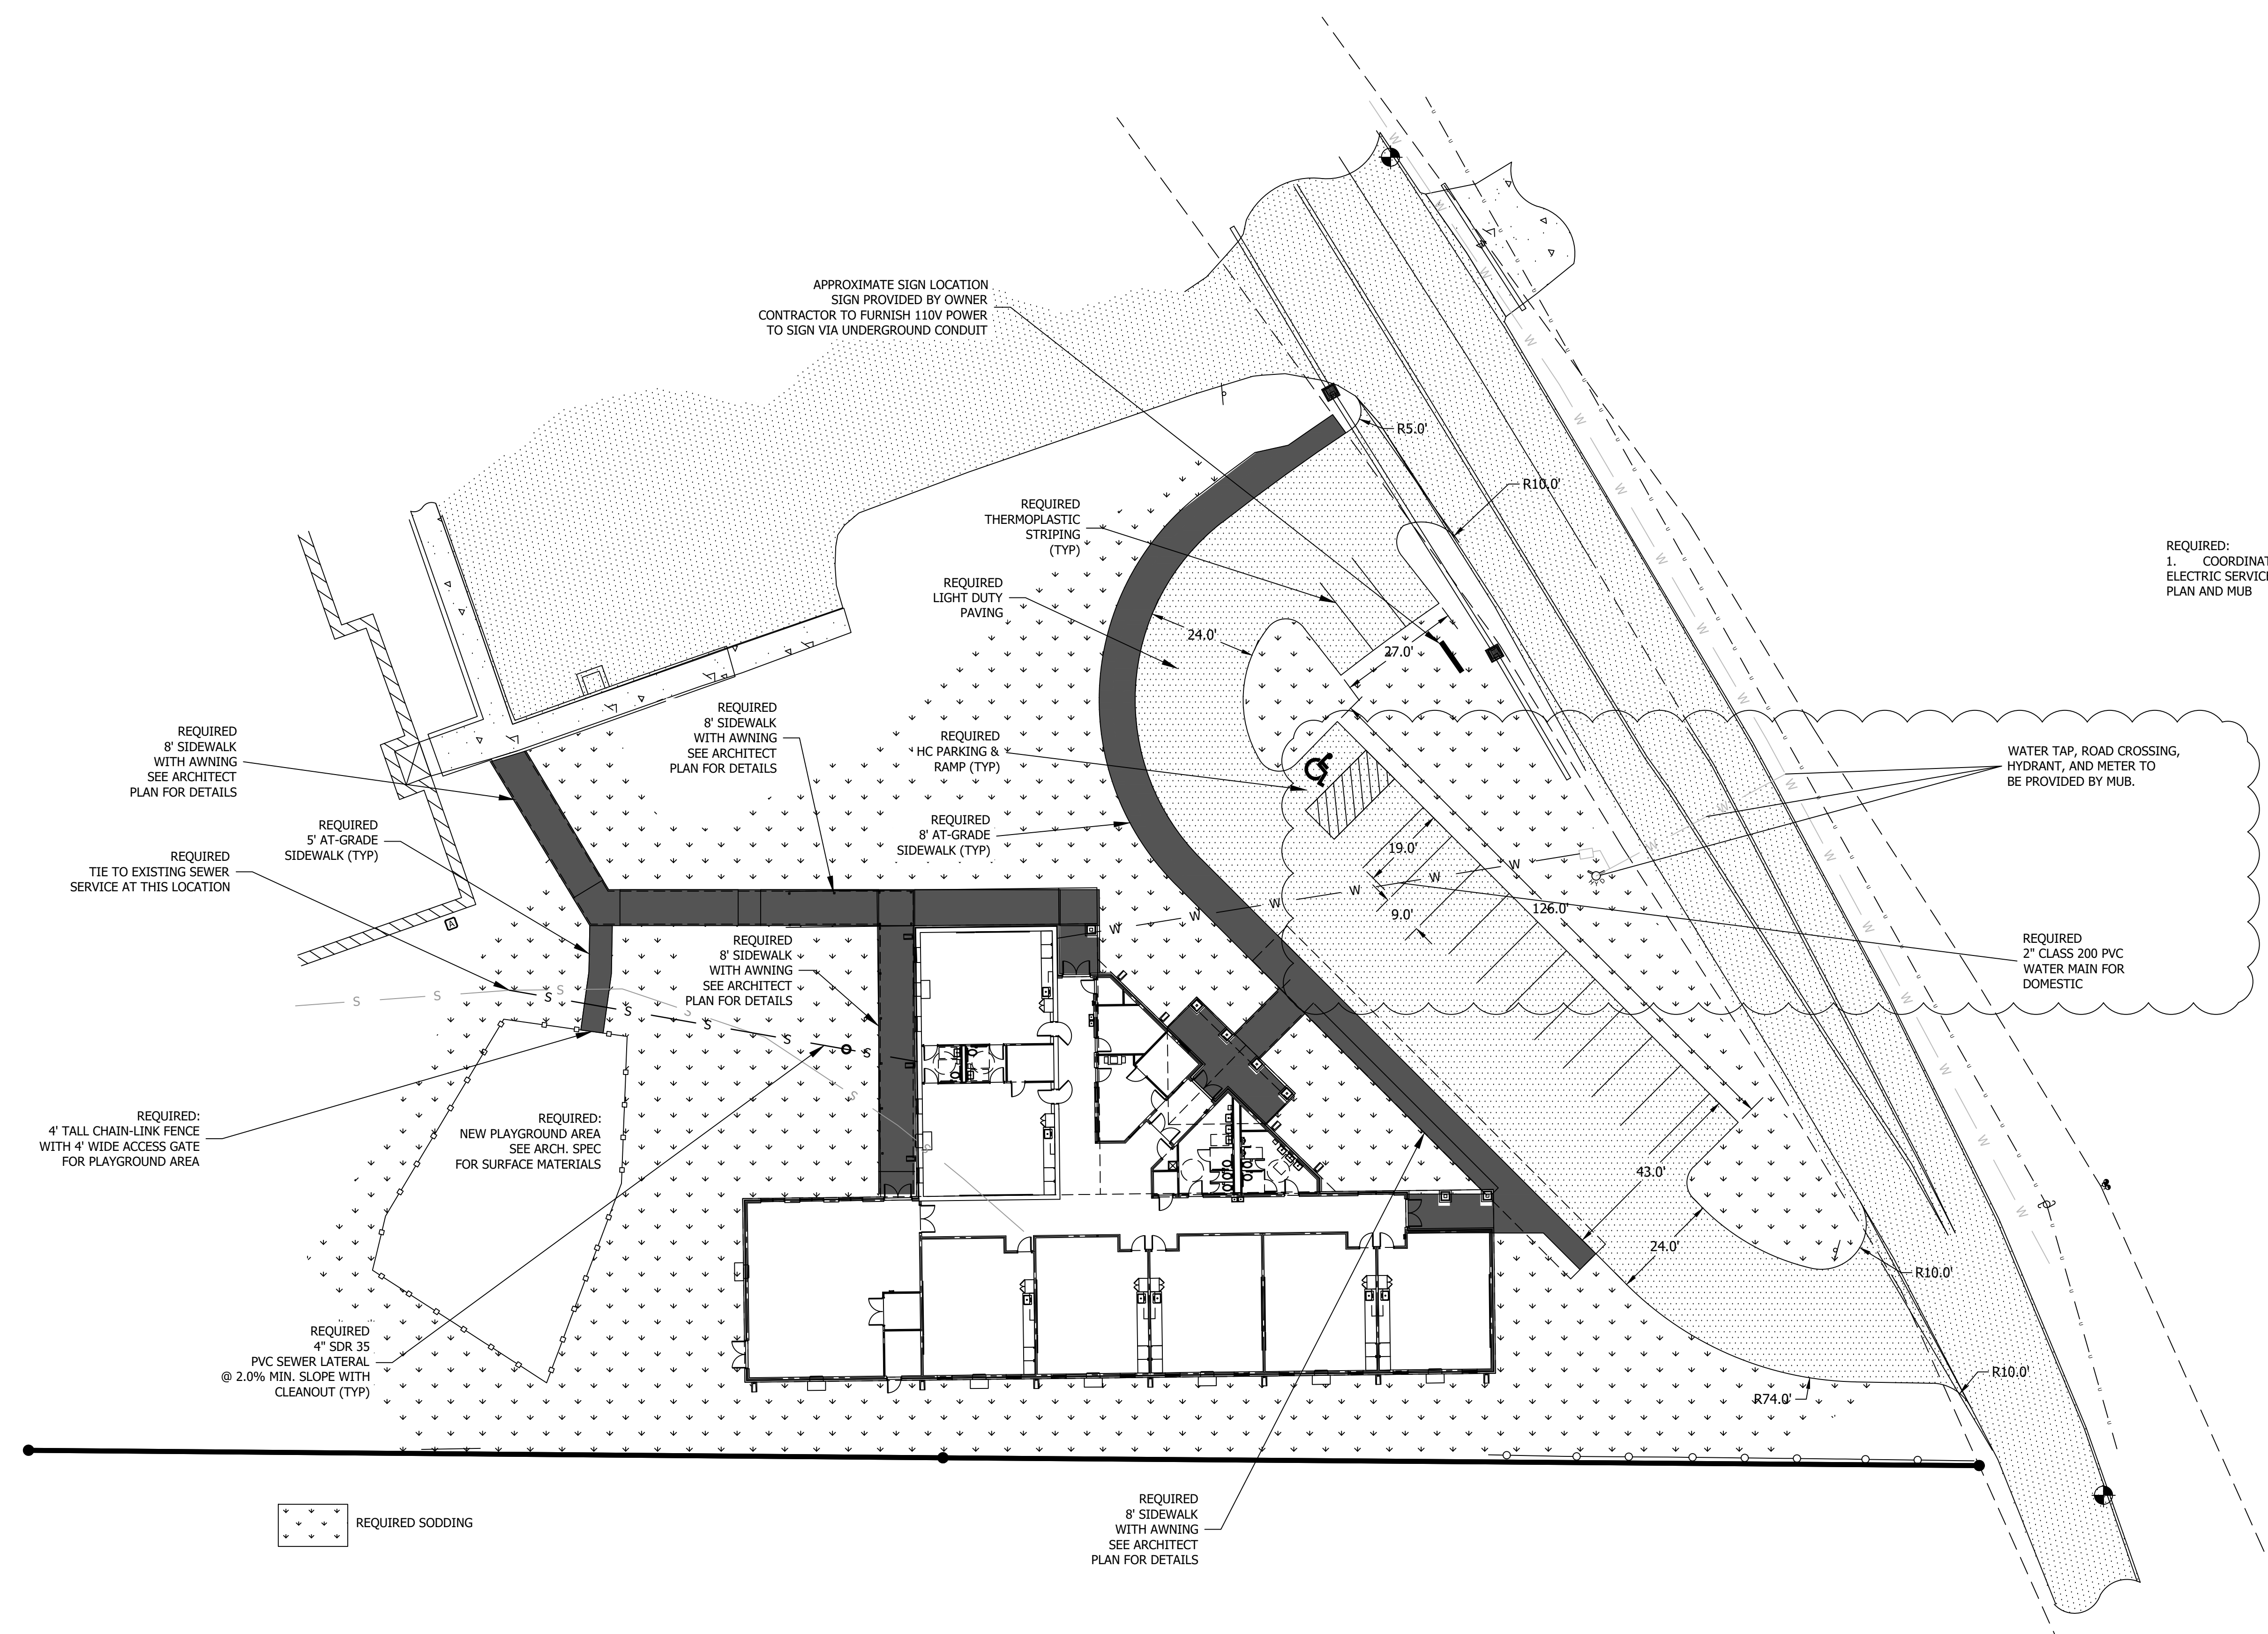 APPROXIMATE SIGN LOCATION
SIGN PROVIDED BY OWNER
CONTRACTOR TO FURNISH 110V POWER
TO SIGN VIA UNDERGROUND CONDUIT
R5.0'
R10.0'
REQUIRED
THERMOPLASTIC
STRIPING
(TYP)
REQUIRED:
1. COORDINAT
ELECTRIC SERVIC
PLAN AND MUB
REQUIRED
LIGHT DUTY
PAVING
24.0'
27.0'
REQUIRED
8' SIDEWALK
WITH AWNING
SEE ARCHITECT
PLAN FOR DETAILS
REQUIRED
8' SIDEWALK
WITH AWNING
SEE ARCHITECT
PLAN FOR DETAILS
REQUIRED
HC PARKING &
RAMP (TYP)
WATER TAP, ROAD CROSSING,
HYDRANT, AND METER TO
BE PROVIDED BY MUB.
REQUIRED
5' AT-GRADE
SIDEWALK (TYP)
REQUIRED
8' AT-GRADE
SIDEWALK (TYP)
REQUIRED
TIE TO EXISTING SEWER
SERVICE AT THIS LOCATION
19.0'
9.0'
126.0'
A
REQUIRED
8' SIDEWALK
WITH AWNING
SEE ARCHITECT
PLAN FOR DETAILS
REQUIRED
2" CLASS 200 PVC
WATER MAIN FOR
DOMESTIC
W W W W W W
S S S S S
REQUIRED:
4' TALL CHAIN-LINK FENCE
WITH 4' WIDE ACCESS GATE
FOR PLAYGROUND AREA
REQUIRED:
NEW PLAYGROUND AREA
SEE ARCH. SPEC
FOR SURFACE MATERIALS
43.0'
24.0'
R10.0'
REQUIRED
4" SDR 35
PVC SEWER LATERAL
@ 2.0% MIN. SLOPE WITH
CLEANOUT (TYP)
R10.0'
R74.0'
REQUIRED
8' SIDEWALK
WITH AWNING
SEE ARCHITECT
PLAN FOR DETAILS
REQUIRED SODDING